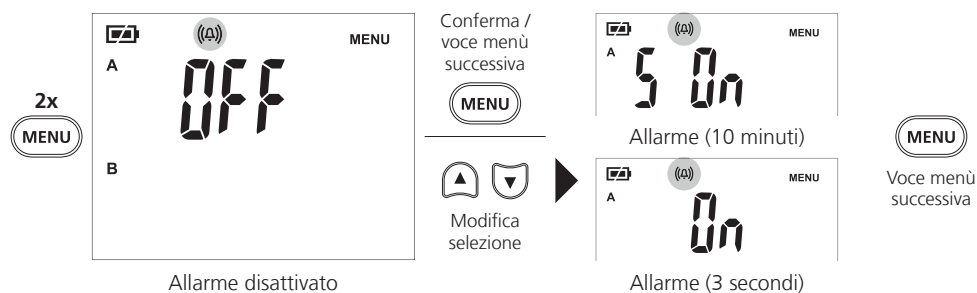 2x
MENU
MENU
A
OFF
B
Allarme disattivato
Conferma /
voce menù
successiva
MENU
Modifica
selezione
MENU
A
S On
Allarme (10 minuti)
MENU
A
On
Allarme (3 secondi)
MENU
Voce menù
successiva